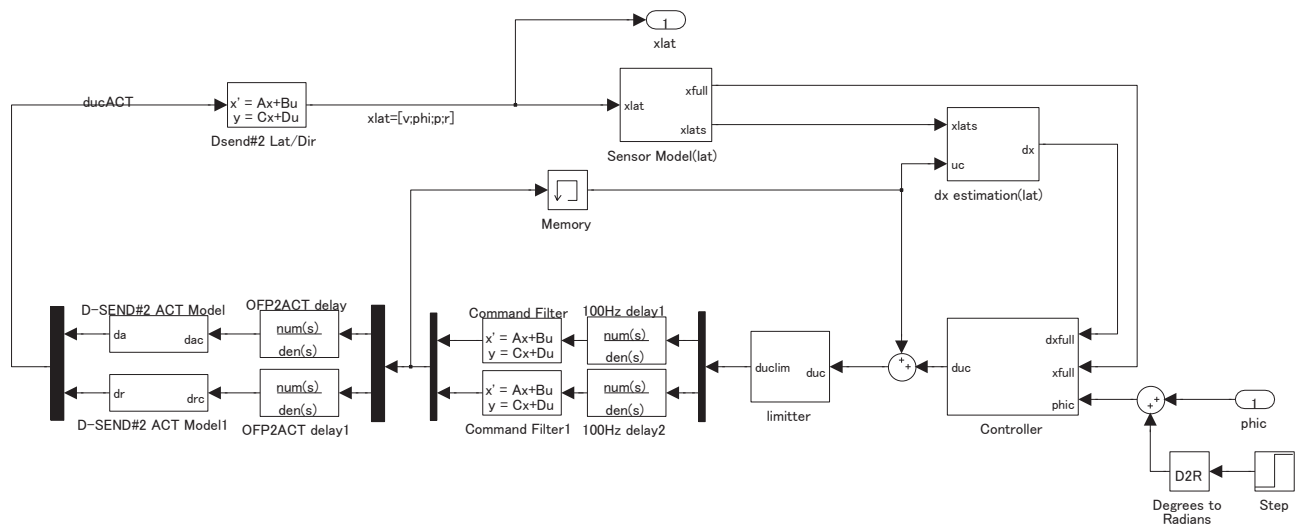 1
xlat
ducACT
x' = Ax+Bu
y = Cx+Du
Dsend#2 Lat/Dir
xlat=[v;phi;p;r]
xlat
xfull
xlats
Sensor Model(lat)
xlats
uc
dx
dx estimation(lat)
Memory
D-SEND#2 ACT Model
da
dac
OFP2ACT delay
num(s)
den(s)
Command Filter
x' = Ax+Bu
y = Cx+Du
100Hz delay1
num(s)
den(s)
dr
drc
D-SEND#2 ACT Model1
num(s)
den(s)
OFP2ACT delay1
x' = Ax+Bu
y = Cx+Du
Command Filter1
num(s)
den(s)
100Hz delay2
duclim
duc
limitter
+
+
duc
dxfull
xfull
phic
Controller
+
+
1
phic
D2R
Degrees to
Radians
Step